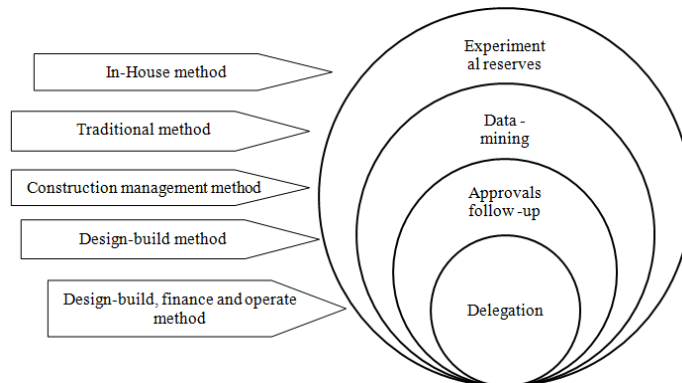 In-House method
Traditional method
Construction management method
Design-build method
Design-build, finance and operate
method
Experiment
al reserves
Data -
mining
Approvals
follow -up
Delegation